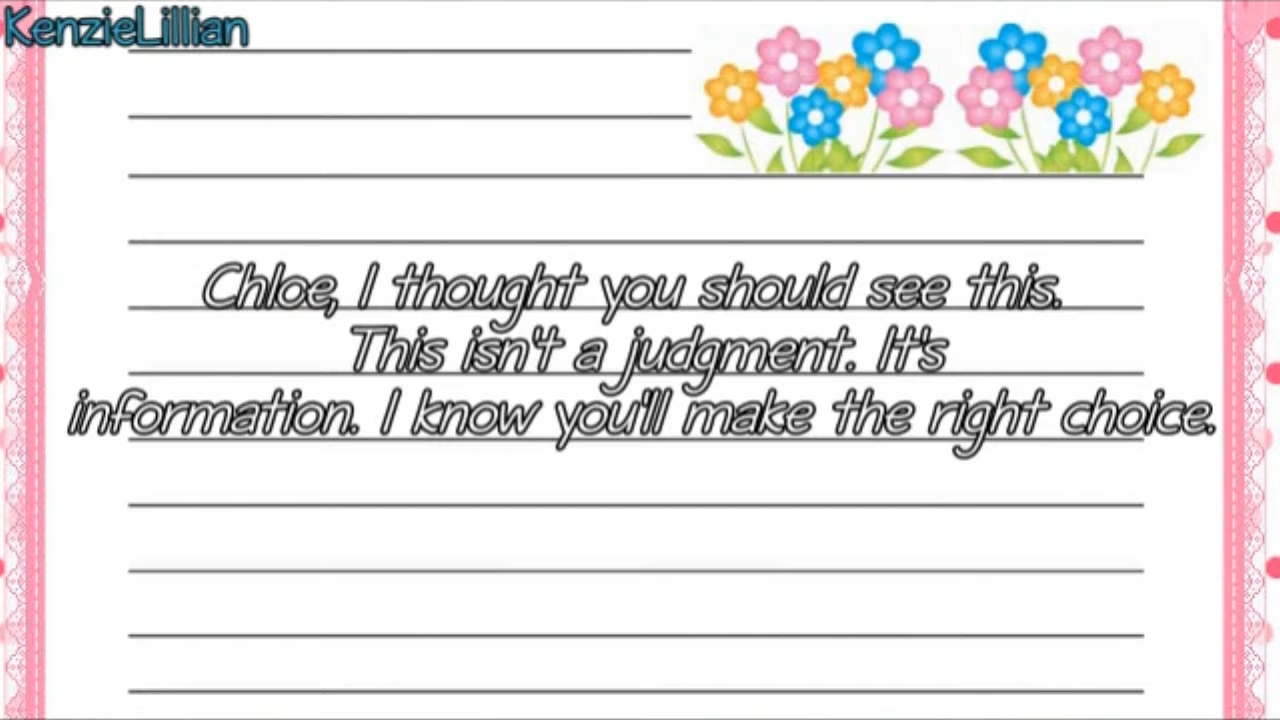 KenzieLillian
Chloe, I thought you should see this.
This isn't a judgment. It's
information. I know you'll make the right choice.